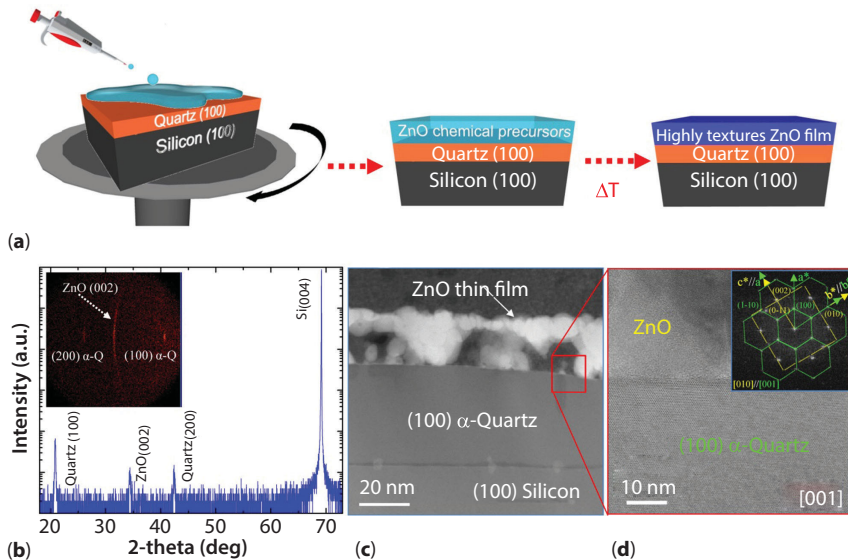 Quartz (100)
Silicon (100)
ZnO chemical precursors
Quartz (100)
Silicon (100)
ΔT
Highly textures ZnO film
Quartz (100)
Silicon (100)
(a)
Intensity (a.u.)
ZnO (002)
(200) α-Q
(100) α-Q
Quartz (100)
ZnO(002)
Quartz(200)
Si(004)
20 30 40 50 60 70
2-theta (deg)
(b)
ZnO thin film
(100) α-Quartz
(100) Silicon
20 nm
(c)
ZnO
(100) α-Quartz
10 nm
[001]
c*//a
a*
b*//b
(002)
(1-10)
(0-11)
(100)
(010)
[010]//[001]
(d)